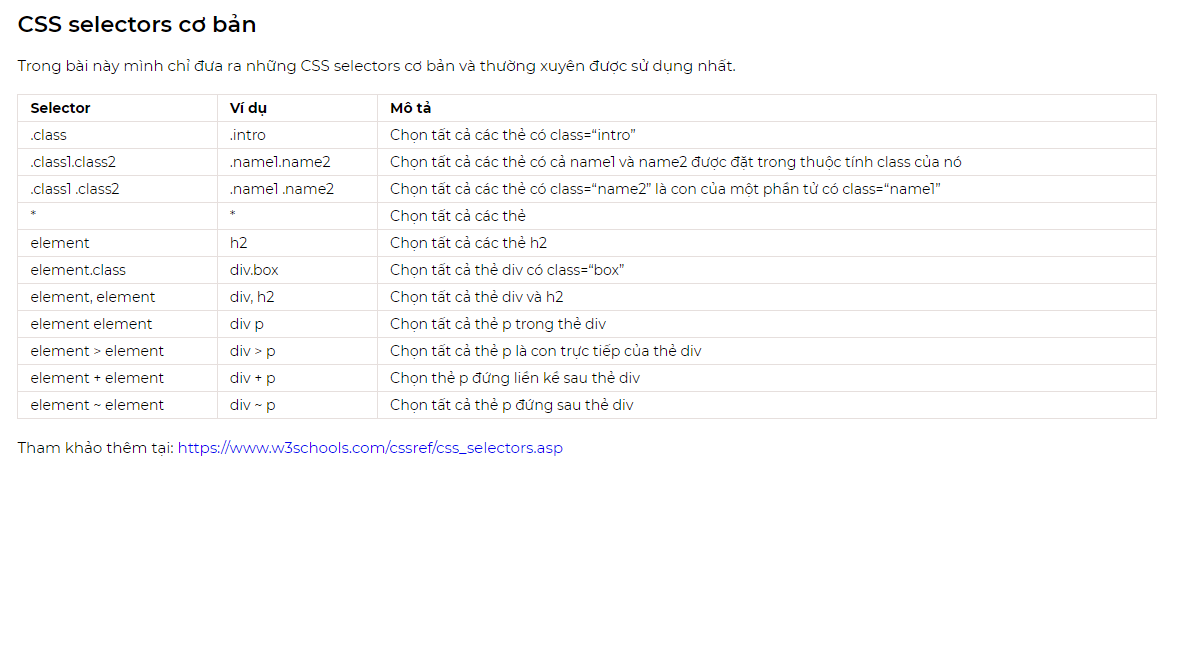 CSS selectors cơ bản
Trong bài này mình chỉ đưa ra những CSS selectors cơ bản và thường xuyên được sử dụng nhất.
Selector Ví dụ Mô tả
.class .intro Chọn tất cả các thẻ có class=“intro”
.class1.class2 .name1.name2 Chọn tất cả các thẻ có cả name1 và name2 được đặt trong thuộc tính class của nó
.class1 .class2 .name1 .name2 Chọn tất cả các thẻ có class=“name2” là con của một phần tử có class=“name1”
* * Chọn tất cả các thẻ
element h2 Chọn tất cả các thẻ h2
element.class div.box Chọn tất cả thẻ div có class=“box”
element, element div, h2 Chọn tất cả thẻ div và h2
element element div p Chọn tất cả thẻ p trong thẻ div
element > element div > p Chọn tất cả thẻ p là con trực tiếp của thẻ div
element + element div + p Chọn thẻ p đứng liền kề sau thẻ div
element ~ element div ~ p Chọn tất cả thẻ p đứng sau thẻ div
Tham khảo thêm tại: https://www.w3schools.com/cssref/css_selectors.asp